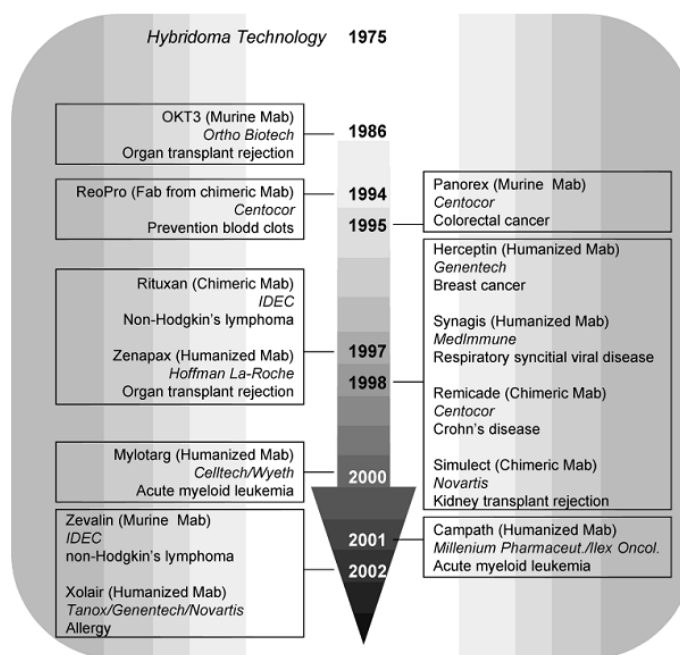 Hybridoma Technology 1975
OKT3 (Murine Mab)
Ortho Biotech
Organ transplant rejection
1986
ReoPro (Fab from chimeric Mab)
Centocor
Prevention blodd clots
1994
Panorex (Murine Mab)
Centocor
Colorectal cancer
1995
Rituxan (Chimeric Mab)
IDEC
Non-Hodgkin's lymphoma
Zenapax (Humanized Mab)
Hoffman La-Roche
Organ transplant rejection
1997
1998
Herceptin (Humanized Mab)
Genentech
Breast cancer
Synagis (Humanized Mab)
MedImmune
Respiratory syncitial viral disease
Remicade (Chimeric Mab)
Centocor
Crohn's disease
Simulect (Chimeric Mab)
Novartis
Kidney transplant rejection
Mylotarg (Humanized Mab)
Celltech/Wyeth
Acute myeloid leukemia
2000
2001
Campath (Humanized Mab)
Millenium Pharmaceut./Ilex Oncol.
Acute myeloid leukemia
Zevalin (Murine Mab)
IDEC
non-Hodgkin's lymphoma
Xolair (Humanized Mab)
Tanox/Genentech/Novartis
Allergy
2002